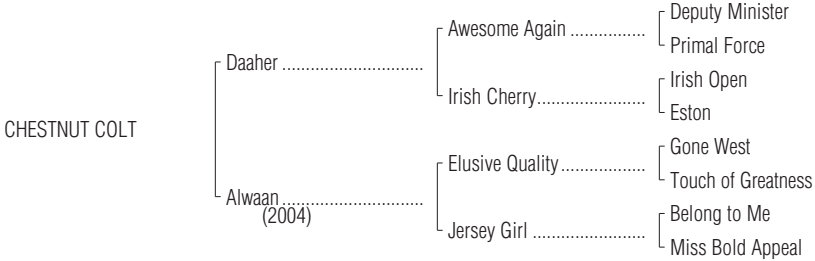 Deputy Minister
Awesome Again ................
Primal Force
Daaher ..............................
Irish Open
Irish Cherry.......................
Eston
CHESTNUT COLT
Gone West
Elusive Quality..................
Touch of Greatness
Alwaan..............................
(2004)
Belong to Me
Jersey Girl ........................
Miss Bold Appeal